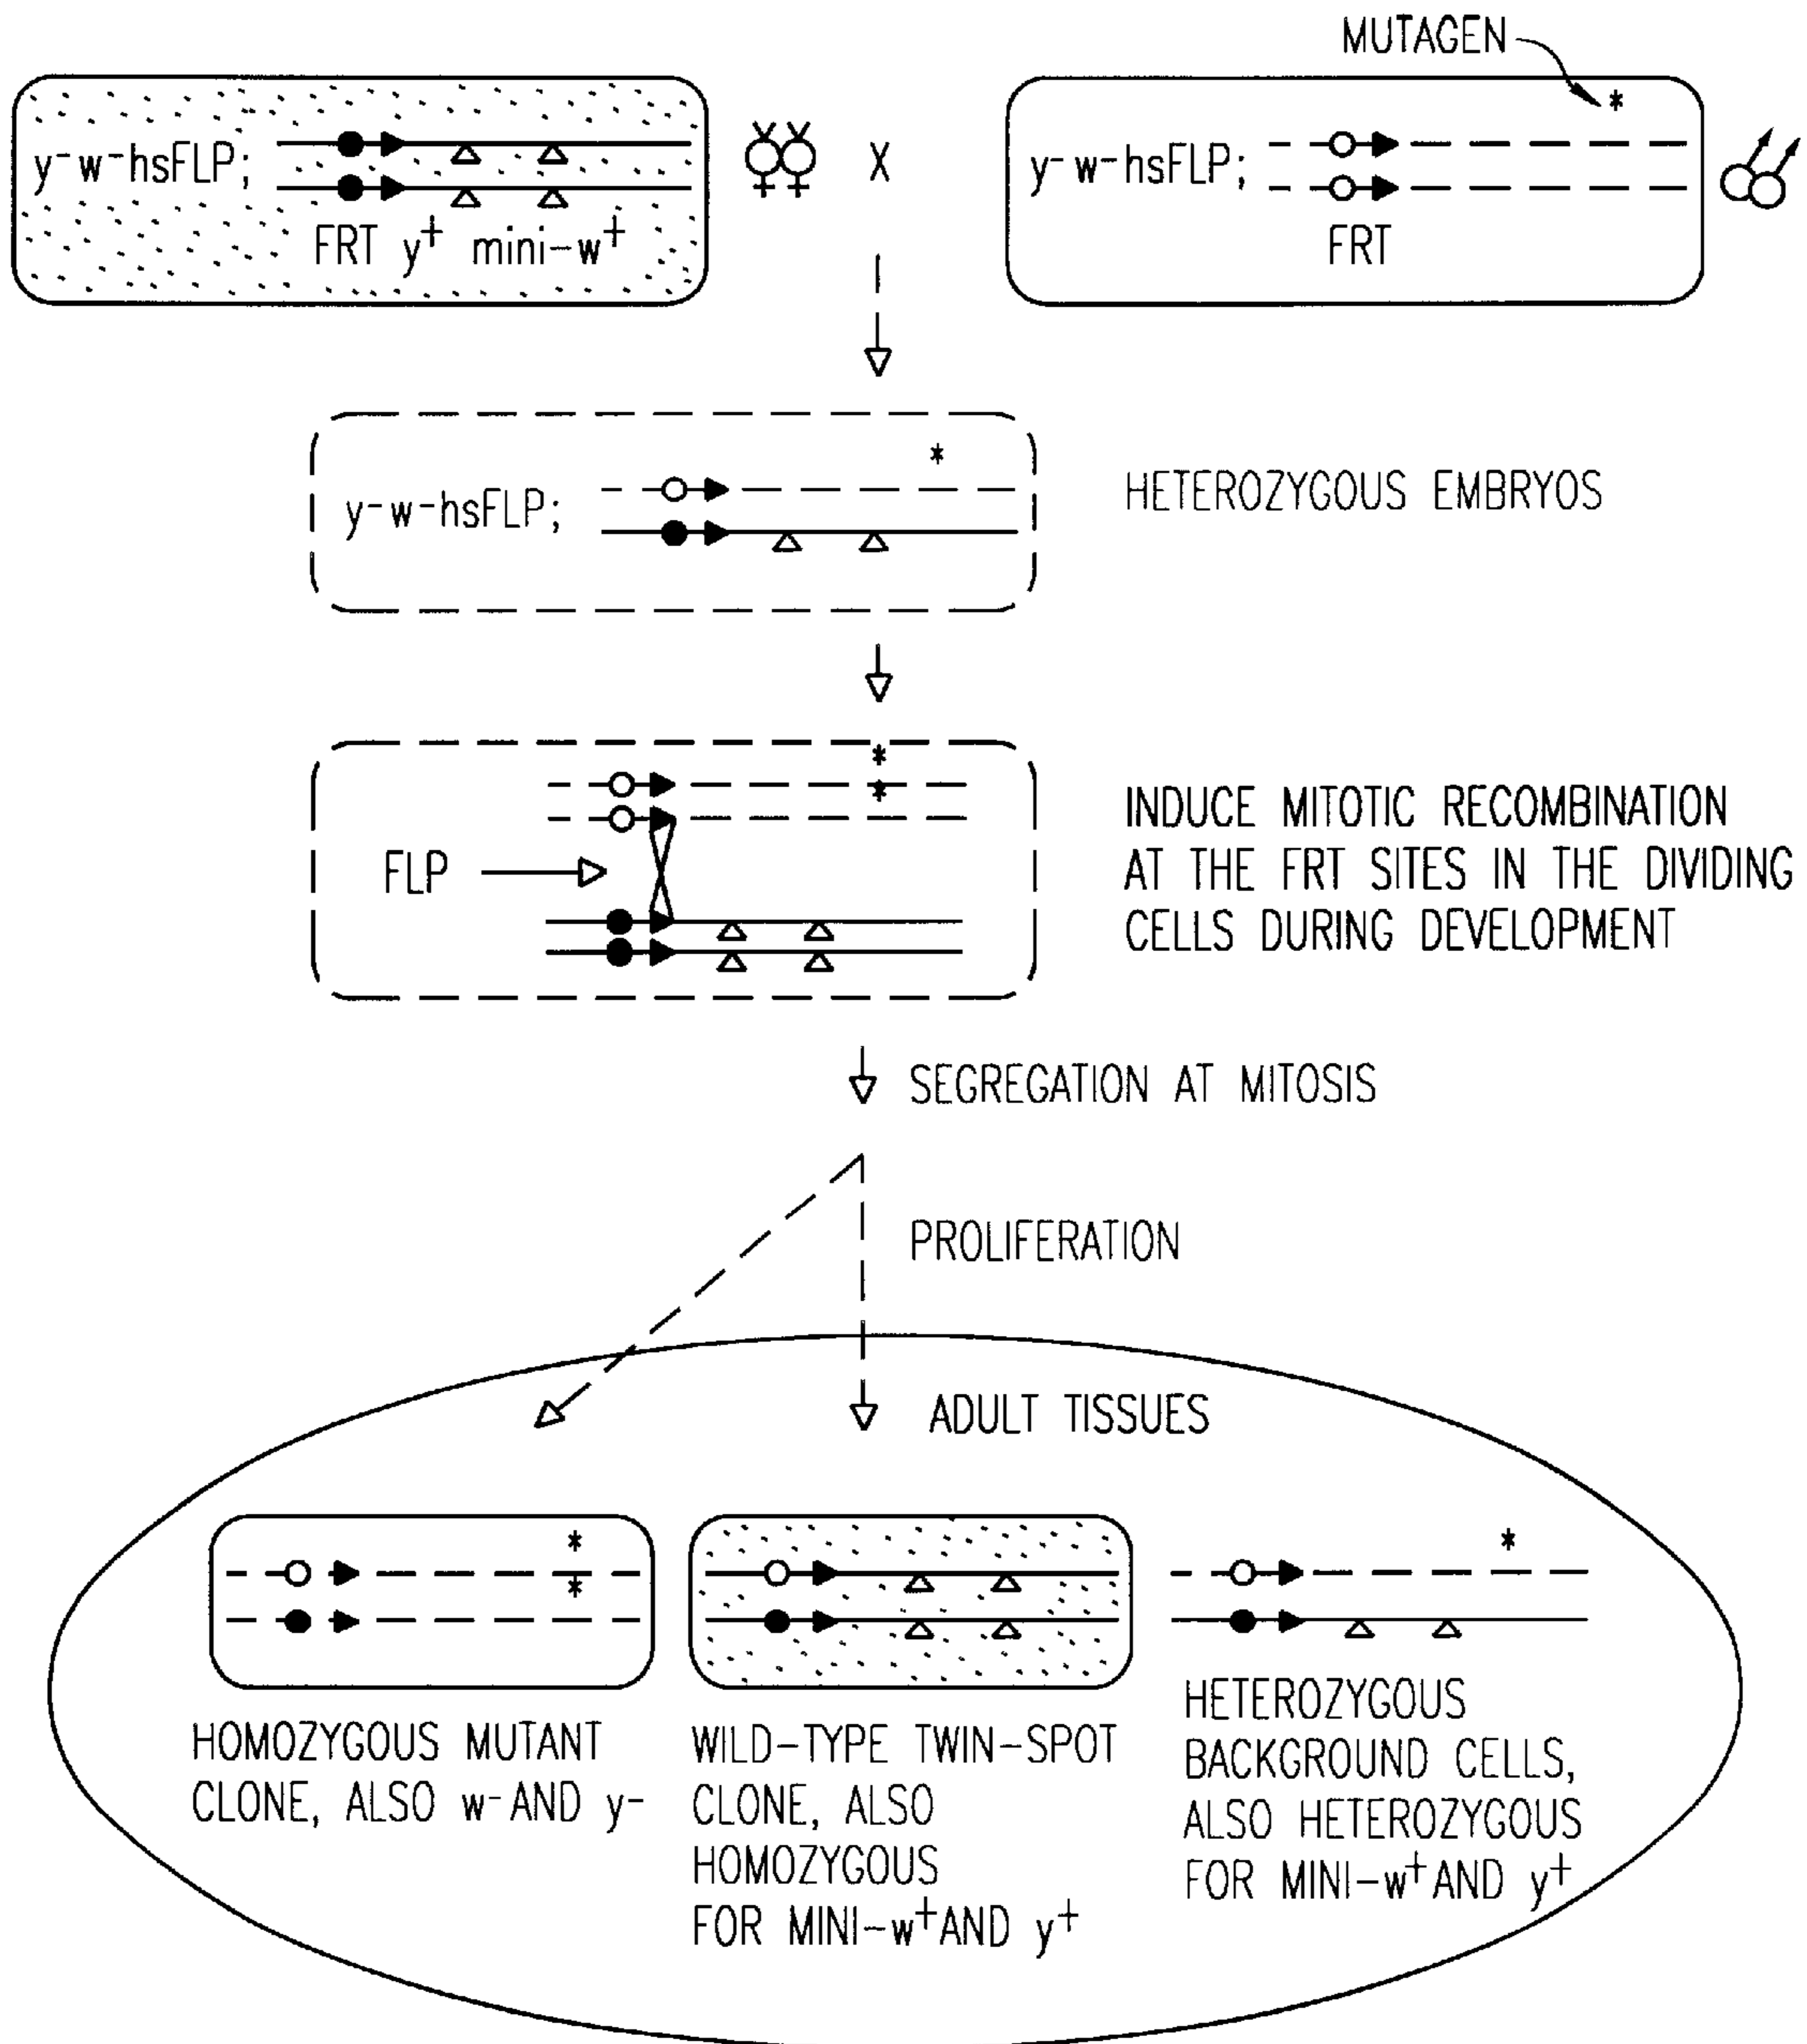 MUTAGEN
*
y⁻w⁻hsFLP;
FRT y⁺ mini-w⁺
X
y⁻w⁻hsFLP;
FRT
*
y⁻w⁻hsFLP;
HETEROZYGOUS EMBRYOS
*
*
FLP
INDUCE MITOTIC RECOMBINATION
AT THE FRT SITES IN THE DIVIDING
CELLS DURING DEVELOPMENT
SEGREGATION AT MITOSIS
PROLIFERATION
ADULT TISSUES
*
*
HOMOZYGOUS MUTANT
CLONE, ALSO w⁻ AND y⁻
WILD-TYPE TWIN-SPOT
CLONE, ALSO
HOMOZYGOUS
FOR MINI-w⁺AND y⁺
*
HETEROZYGOUS
BACKGROUND CELLS,
ALSO HETEROZYGOUS
FOR MINI-w⁺AND y⁺